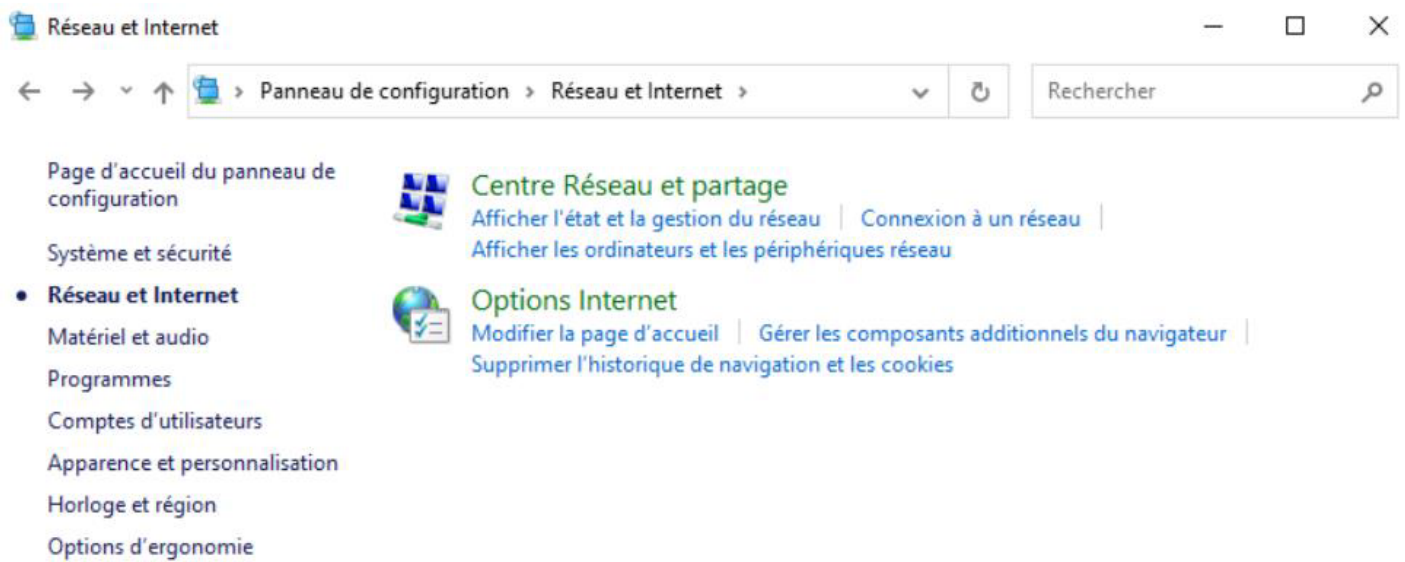 Réseau et Internet
Panneau de configuration > Réseau et Internet >
Rechercher
Page d'accueil du panneau de
configuration
Système et sécurité
Réseau et Internet
Matériel et audio
Programmes
Comptes d'utilisateurs
Apparence et personnalisation
Horloge et région
Options d'ergonomie
Centre Réseau et partage
Afficher l'état et la gestion du réseau | Connexion à un réseau |
Afficher les ordinateurs et les périphériques réseau
Options Internet
Modifier la page d'accueil | Gérer les composants additionnels du navigateur |
Supprimer l'historique de navigation et les cookies